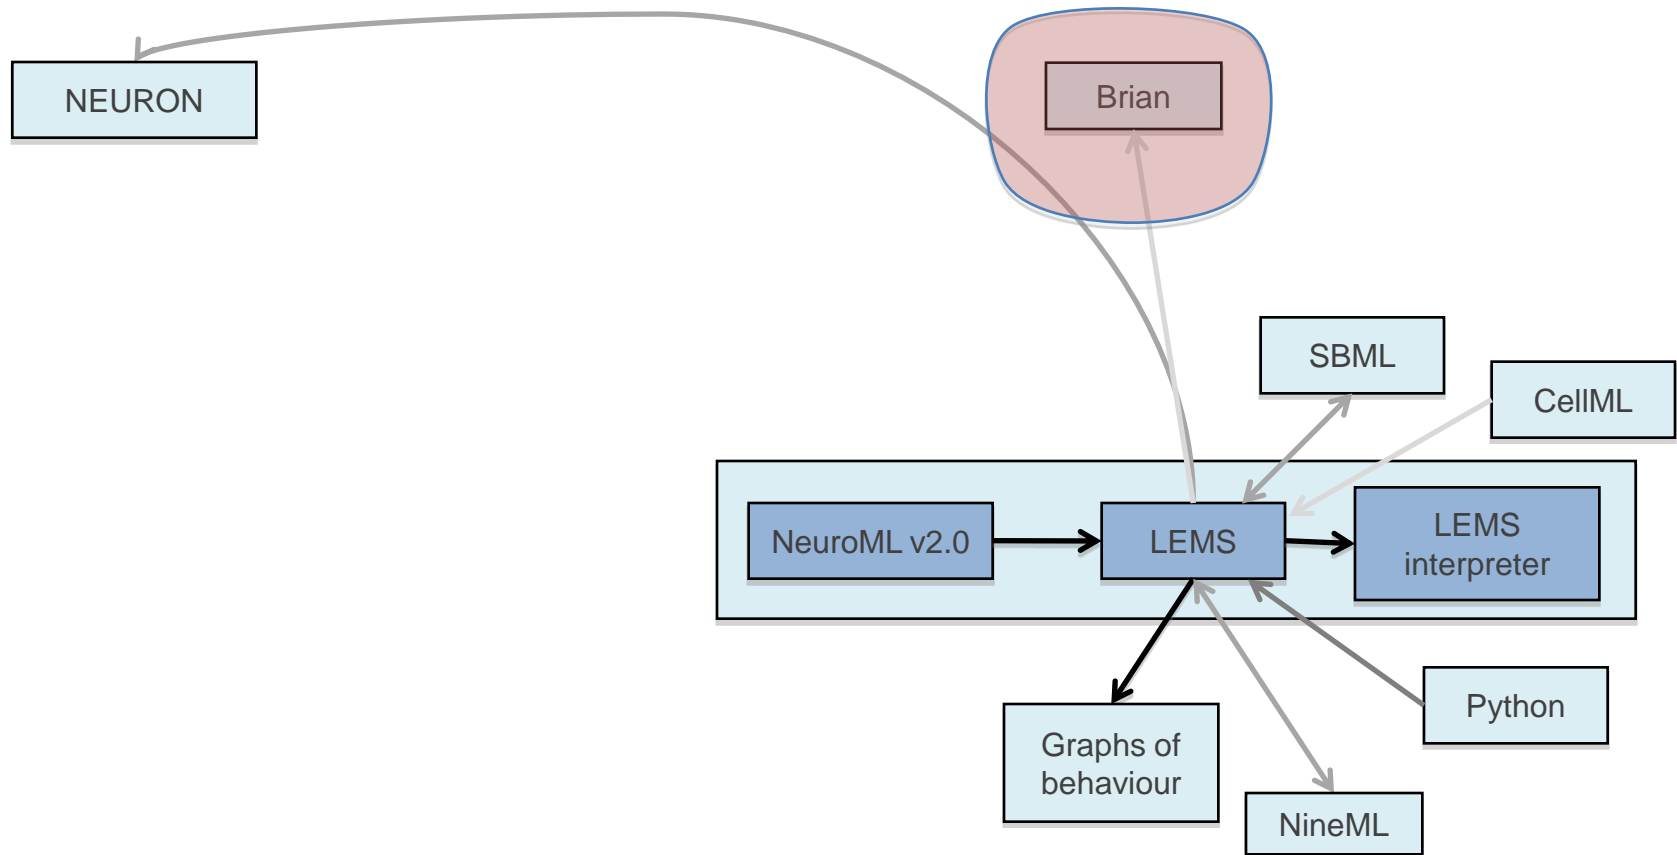 NEURON
Brian
SBML
CellML
NeuroML v2.0
LEMS
LEMS
interpreter
Python
Graphs of
behaviour
NineML